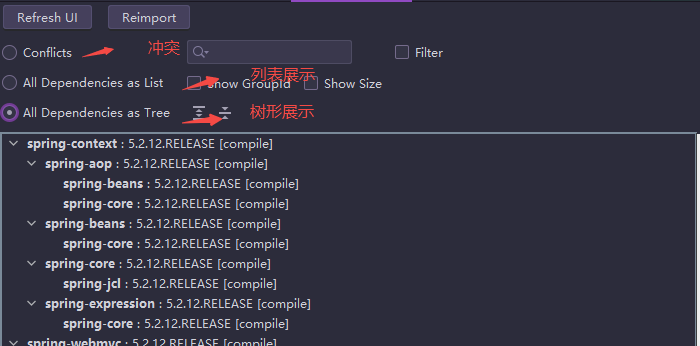 Refresh UI Reimport
Conflicts 冲突 Filter
All Dependencies as List 列表展示 Show GroupId Show Size
All Dependencies as Tree 树形展示
spring-context : 5.2.12.RELEASE [compile]
spring-aop : 5.2.12.RELEASE [compile]
spring-beans : 5.2.12.RELEASE [compile]
spring-core : 5.2.12.RELEASE [compile]
spring-beans : 5.2.12.RELEASE [compile]
spring-core : 5.2.12.RELEASE [compile]
spring-core : 5.2.12.RELEASE [compile]
spring-jcl : 5.2.12.RELEASE [compile]
spring-expression : 5.2.12.RELEASE [compile]
spring-core : 5.2.12.RELEASE [compile]
spring-webmvc : 5.2.12.RELEASE [compile]